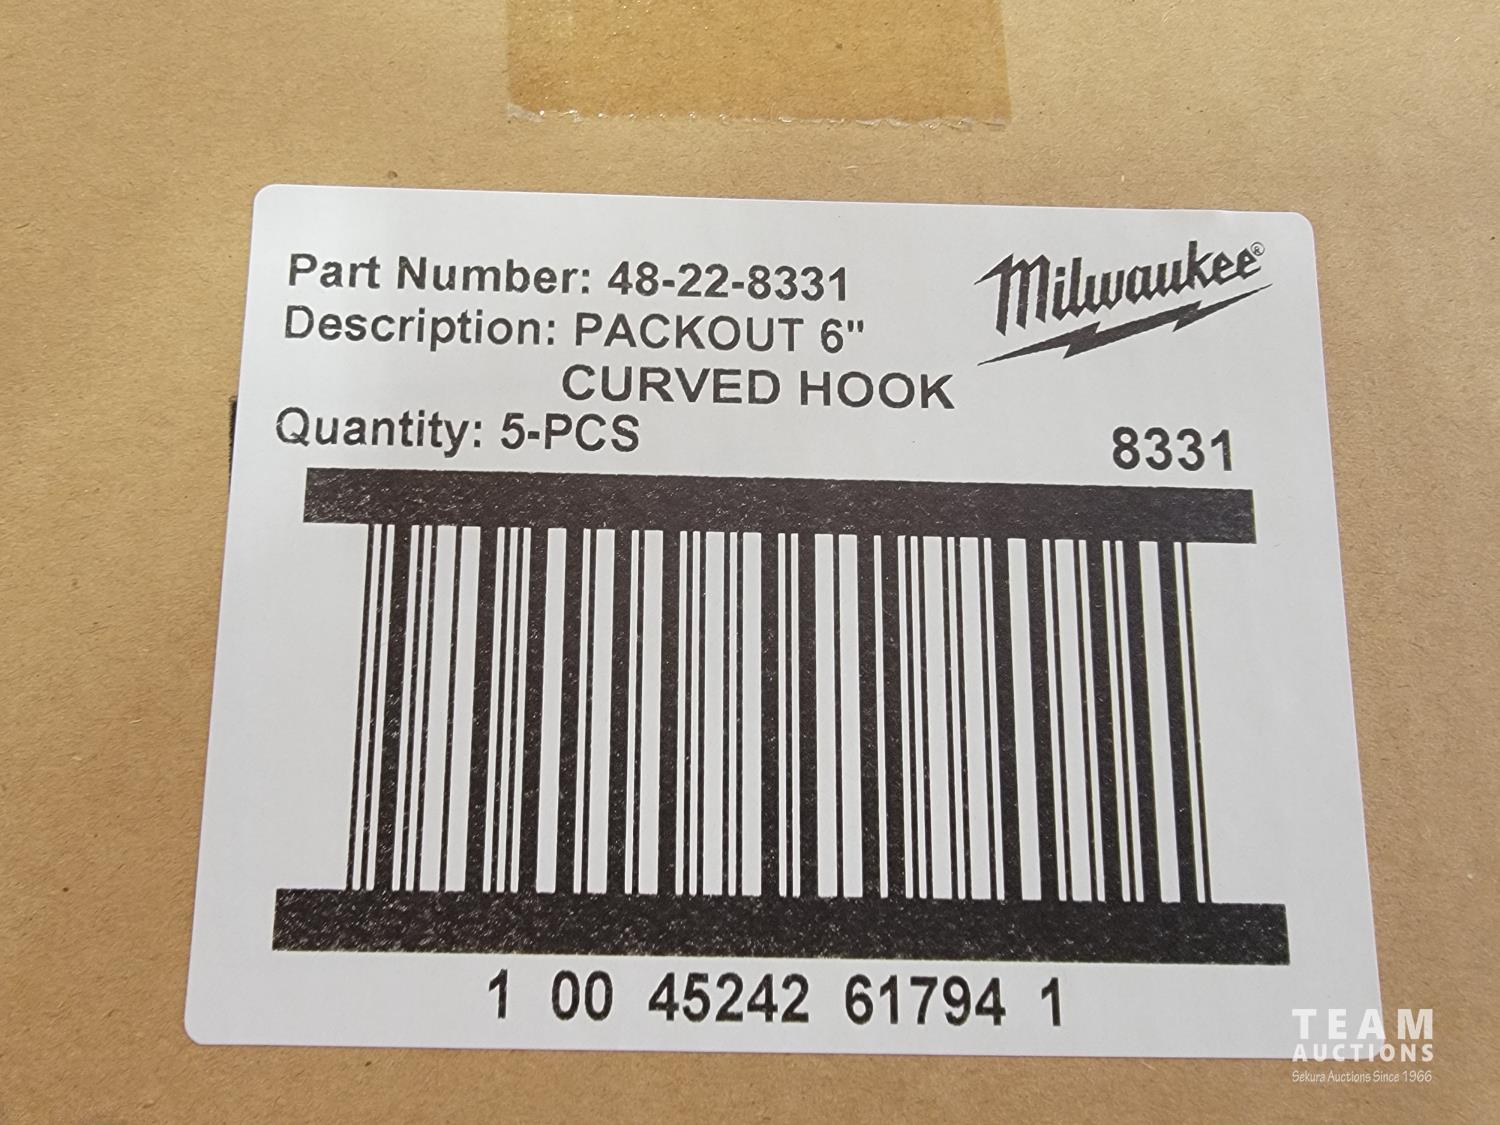 Part Number: 48-22-8331
Milwaukee®
Description: PACKOUT 6"
CURVED HOOK
Quantity: 5-PCS
8331
1 00 45242 61794 1
TEAM
AUCTIONS
Sekura Auctions Since 1966